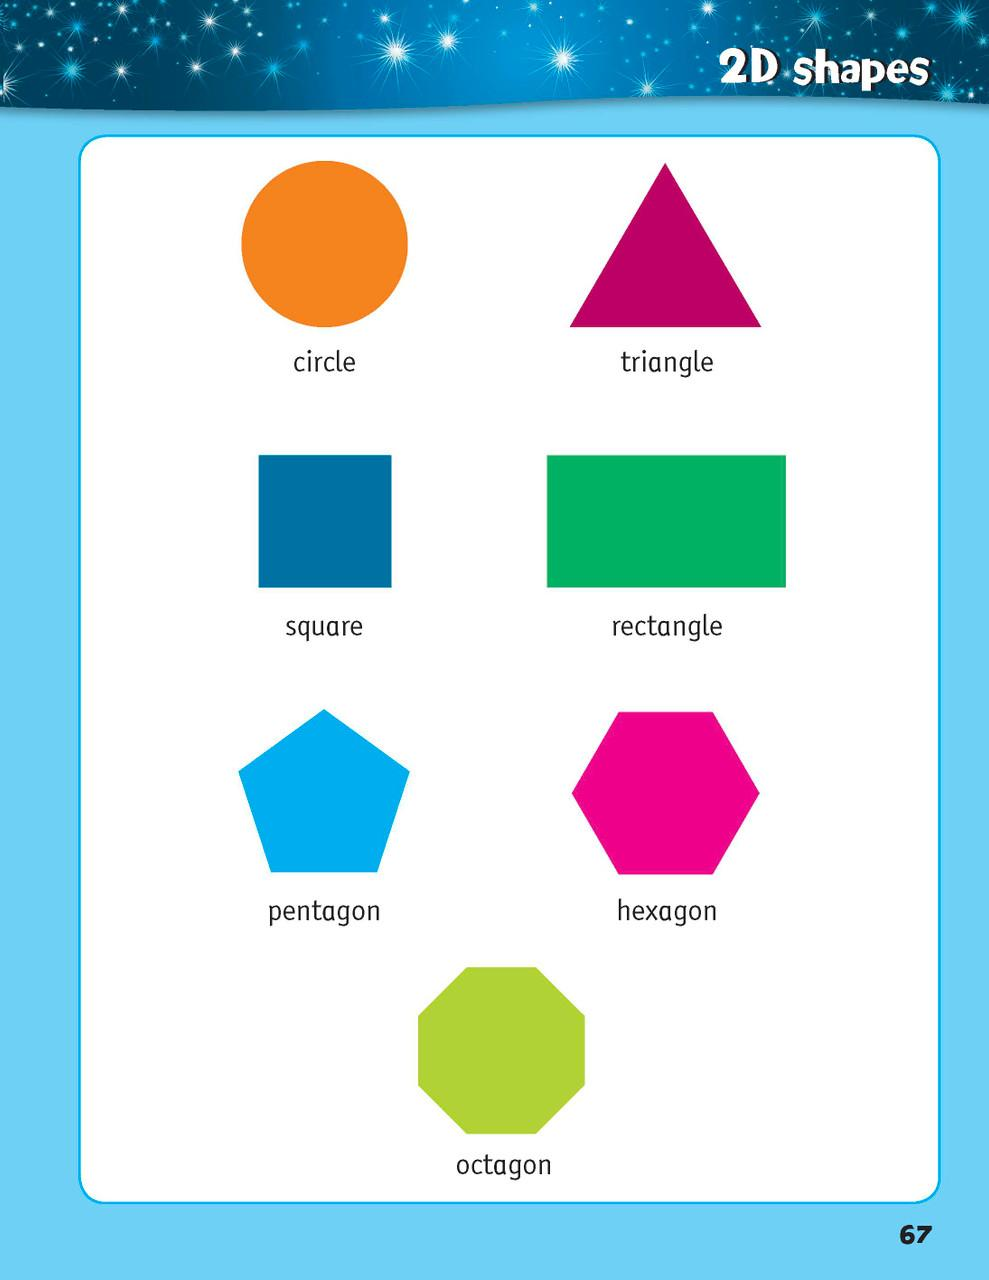 2D shapes
circle
triangle
square
rectangle
pentagon
hexagon
octagon
67